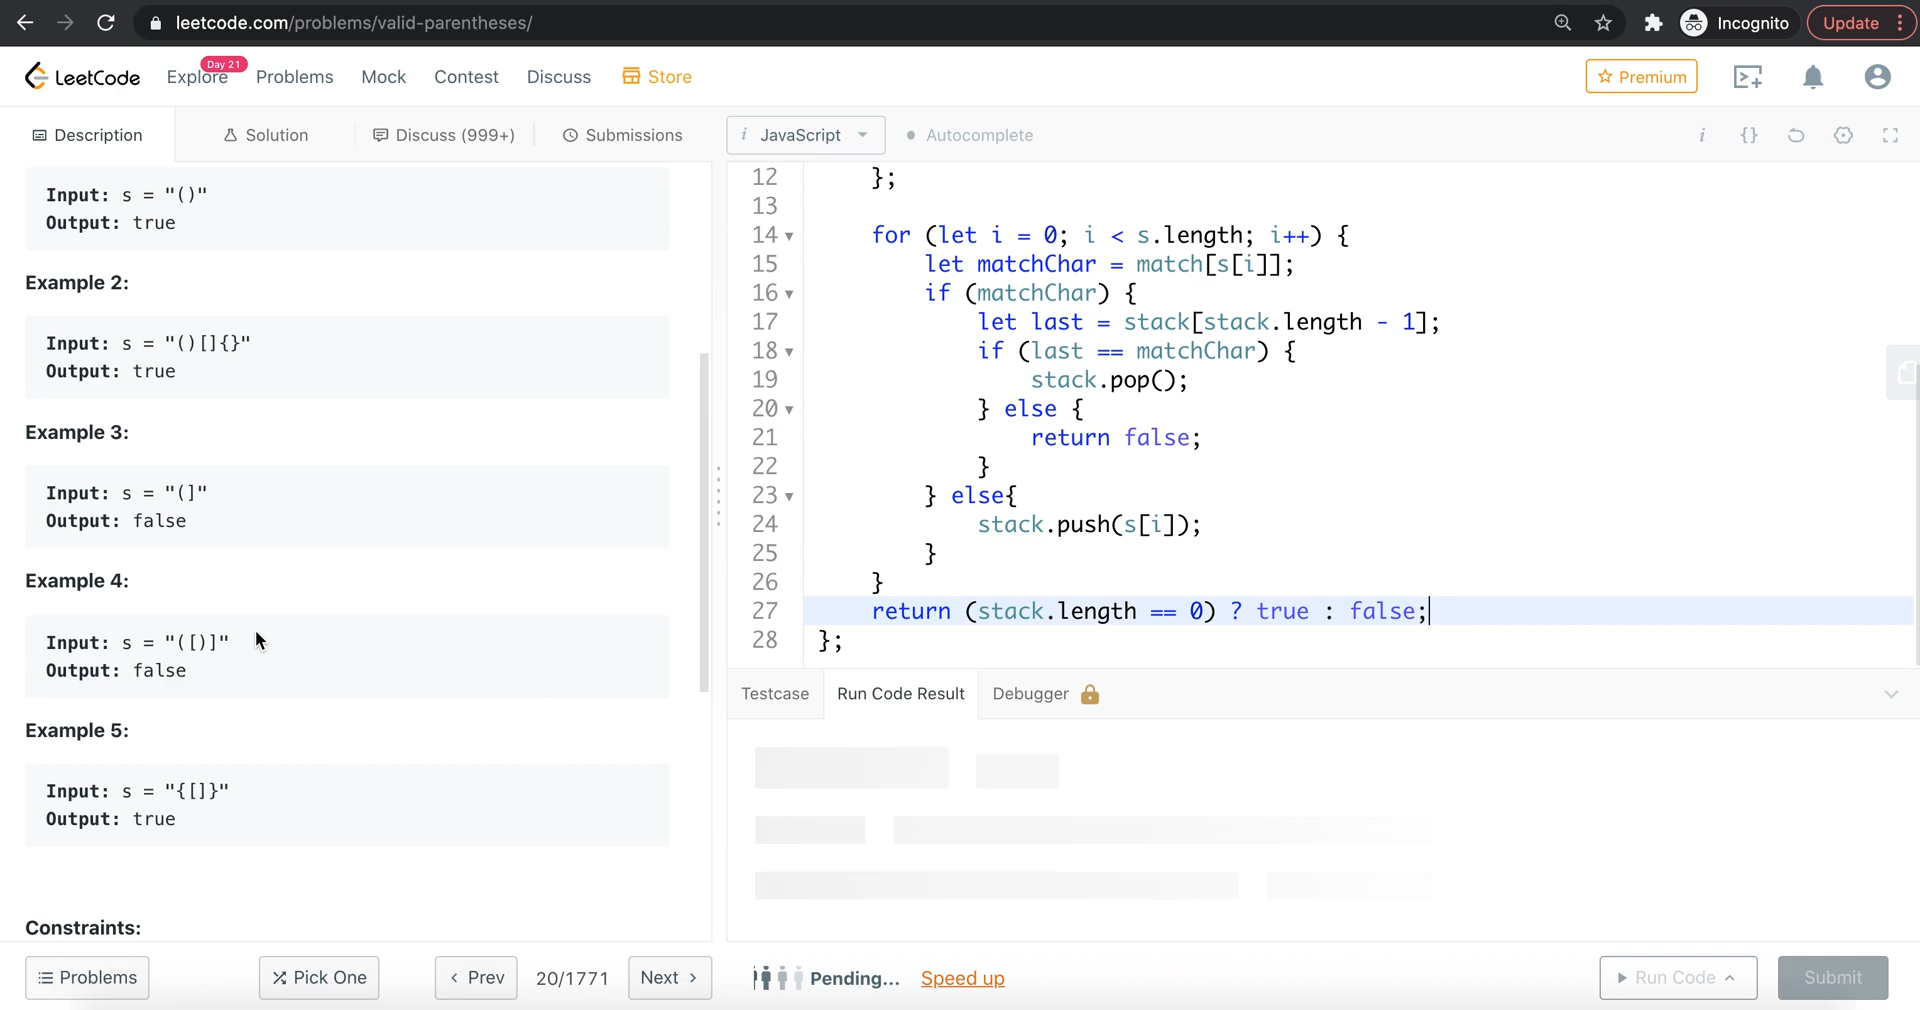 leetcode.com/problems/valid-parentheses/
Incognito
Update
LeetCode
Explore
Day 21
Problems
Mock
Contest
Discuss
Store
Premium
Description
Solution
Discuss (999+)
Submissions
i JavaScript
Autocomplete
Input: s = "()"
Output: true
Example 2:
Input: s = "()[]{}"
Output: true
Example 3:
Input: s = "(]"
Output: false
Example 4:
Input: s = "([)]"
Output: false
Example 5:
Input: s = "{[]}"
Output: true
Constraints:
12 };
13
14 for (let i = 0; i < s.length; i++) {
15 let matchChar = match[s[i]];
16 if (matchChar) {
17 let last = stack[stack.length - 1];
18 if (last == matchChar) {
19 stack.pop();
20 } else {
21 return false;
22 }
23 } else{
24 stack.push(s[i]);
25 }
26 }
27 return (stack.length == 0) ? true : false;
28 };
Testcase
Run Code Result
Debugger
Problems
Pick One
Prev
20/1771
Next
Pending...
Speed up
Run Code
Submit